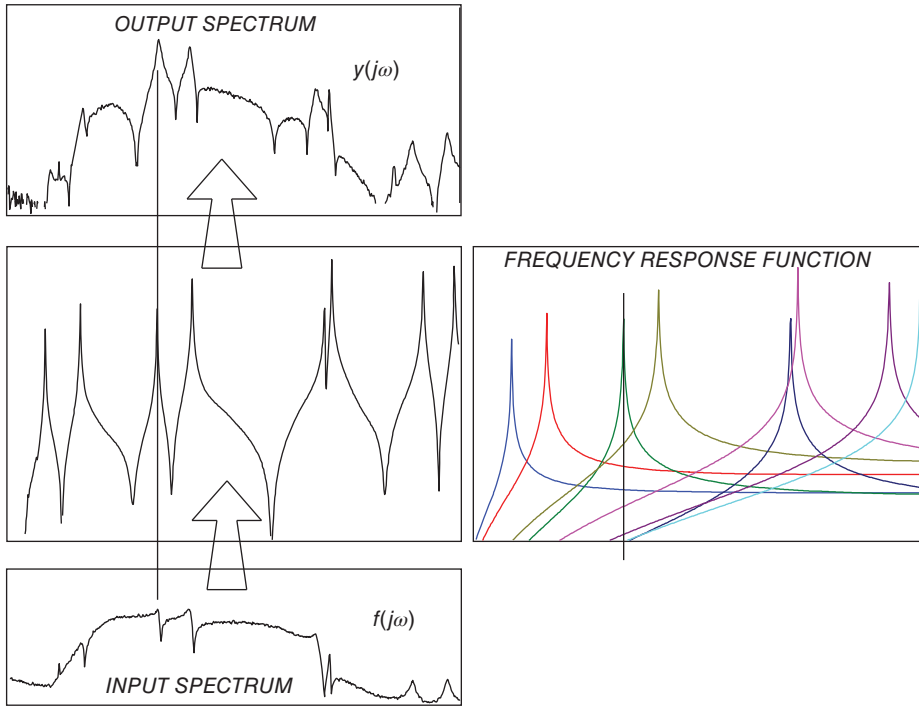 OUTPUT SPECTRUM
y(jω)
FREQUENCY RESPONSE FUNCTION
f(jω)
INPUT SPECTRUM